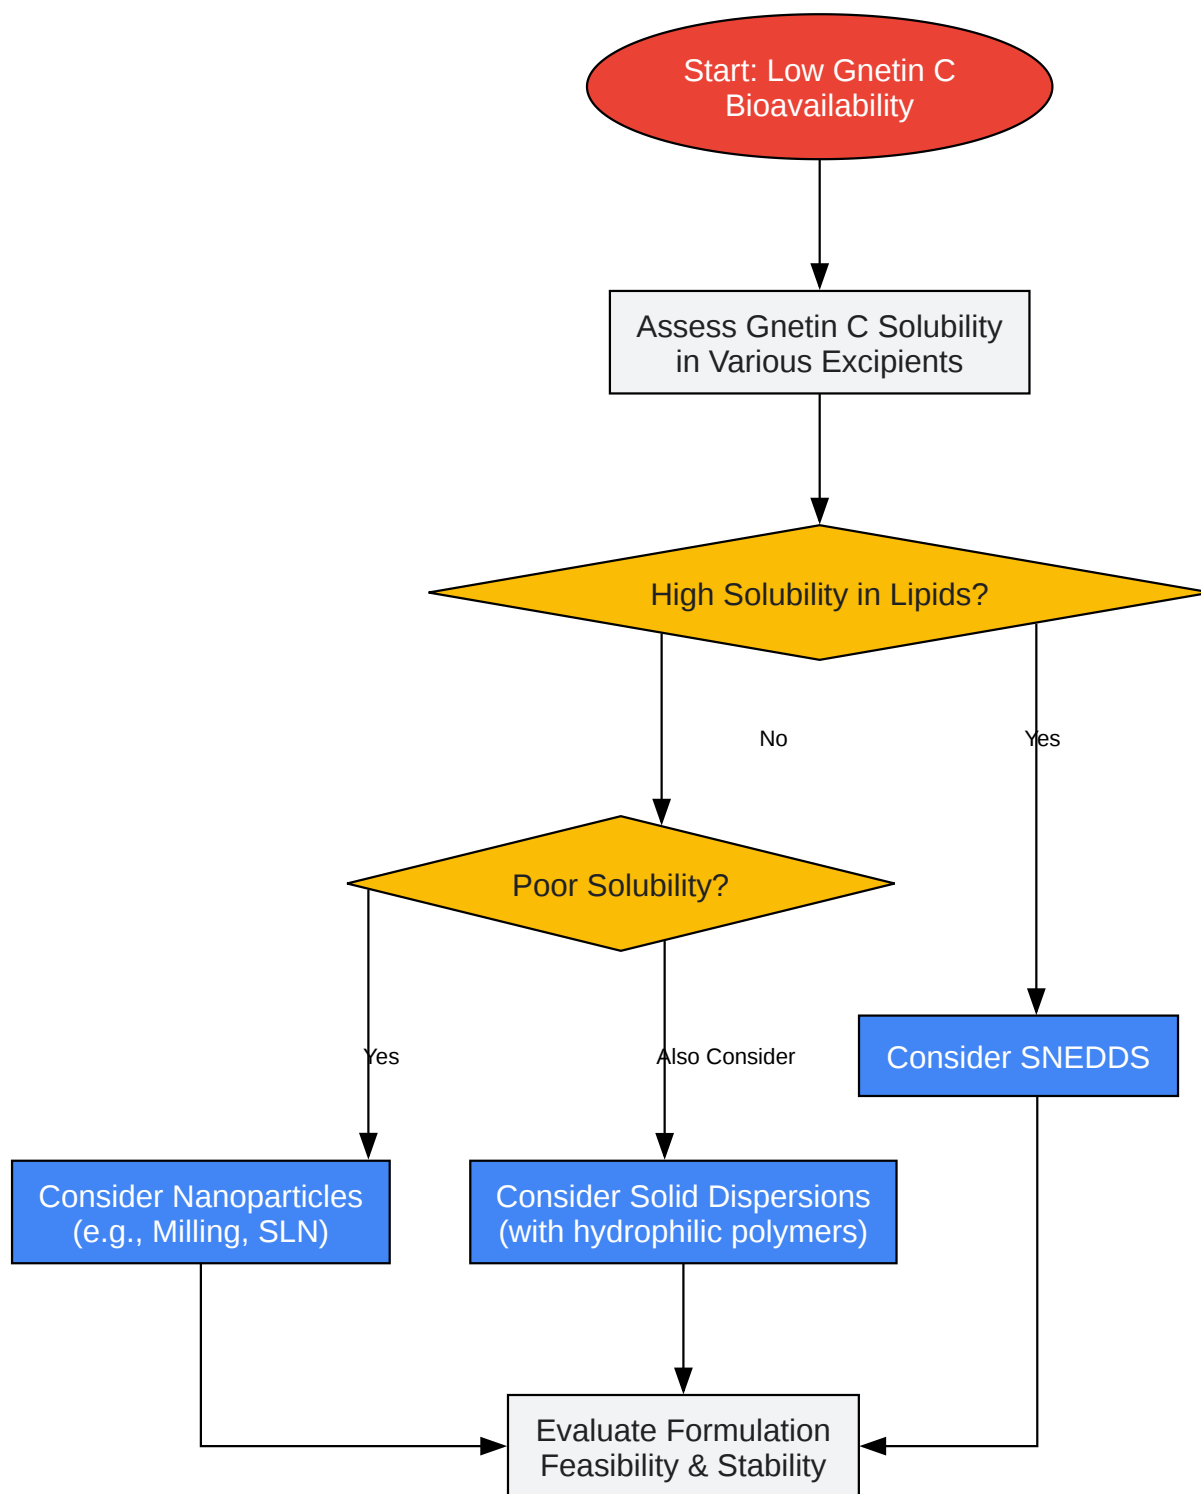 Start: Low Gnetin C
Bioavailability
Assess Gnetin C Solubility
in Various Excipients
High Solubility in Lipids?
No
Yes
Poor Solubility?
Yes
Also Consider
Consider SNEDDS
Consider Nanoparticles
(e.g., Milling, SLN)
Consider Solid Dispersions
(with hydrophilic polymers)
Evaluate Formulation
Feasibility & Stability